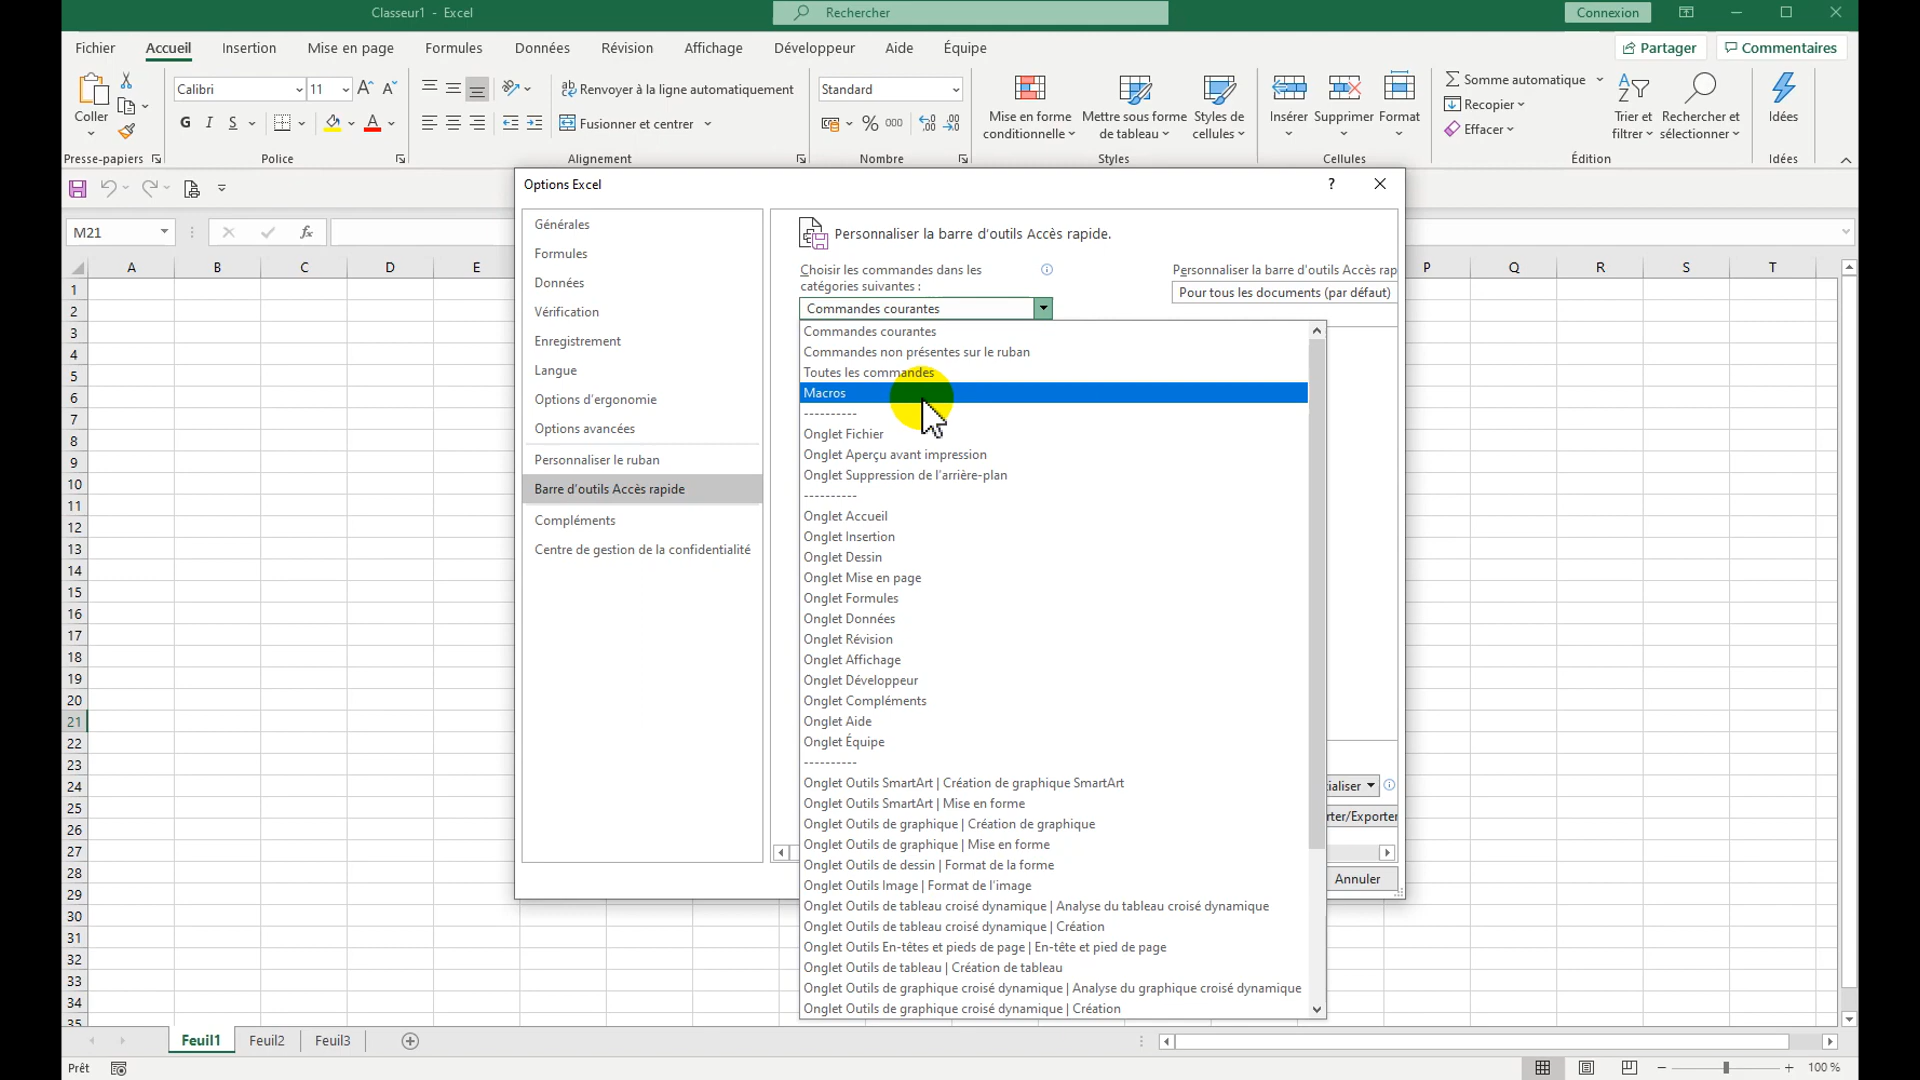 Classeur1 - Excel
Rechercher
Connexion
Fichier Accueil Insertion Mise en page Formules Données Révision Affichage Développeur Aide Équipe
Partager Commentaires
Coller
Presse-papiers
Calibri 11
G I S
Police
Renvoyer à la ligne automatiquement
Fusionner et centrer
Alignement
Standard
% 000
Nombre
Mise en forme
conditionnelle
Mettre sous forme
de tableau
Styles de
cellules
Styles
Insérer Supprimer Format
Cellules
Somme automatique
Recopier
Effacer
Trier et
filtrer
Rechercher et
sélectionner
Édition
Idées
Idées
M21
fx
A B C D E P Q R S T
1
2
3
4
5
6
7
8
9
10
11
12
13
14
15
16
17
18
19
20
21
22
23
24
25
26
27
28
29
30
31
32
33
34
35
Options Excel ?
Générales
Formules
Données
Vérification
Enregistrement
Langue
Options d'ergonomie
Options avancées
Personnaliser le ruban
Barre d'outils Accès rapide
Compléments
Centre de gestion de la confidentialité
Personnaliser la barre d'outils Accès rapide.
Choisir les commandes dans les
catégories suivantes :
Commandes courantes
Personnaliser la barre d'outils Accès rap
Pour tous les documents (par défaut)
Commandes courantes
Commandes non présentes sur le ruban
Toutes les commandes
Macros
----------
Onglet Fichier
Onglet Aperçu avant impression
Onglet Suppression de l'arrière-plan
----------
Onglet Accueil
Onglet Insertion
Onglet Dessin
Onglet Mise en page
Onglet Formules
Onglet Données
Onglet Révision
Onglet Affichage
Onglet Développeur
Onglet Compléments
Onglet Aide
Onglet Équipe
----------
Onglet Outils SmartArt | Création de graphique SmartArt
Onglet Outils SmartArt | Mise en forme
Onglet Outils de graphique | Création de graphique
Onglet Outils de graphique | Mise en forme
Onglet Outils de dessin | Format de la forme
Onglet Outils Image | Format de l'image
Onglet Outils de tableau croisé dynamique | Analyse du tableau croisé dynamique
Onglet Outils de tableau croisé dynamique | Création
Onglet Outils En-têtes et pieds de page | En-tête et pied de page
Onglet Outils de tableau | Création de tableau
Onglet Outils de graphique croisé dynamique | Analyse du graphique croisé dynamique
Onglet Outils de graphique croisé dynamique | Création
ialiser
rter/Exporter
Annuler
Feuil1 Feuil2 Feuil3
Prêt
100 %